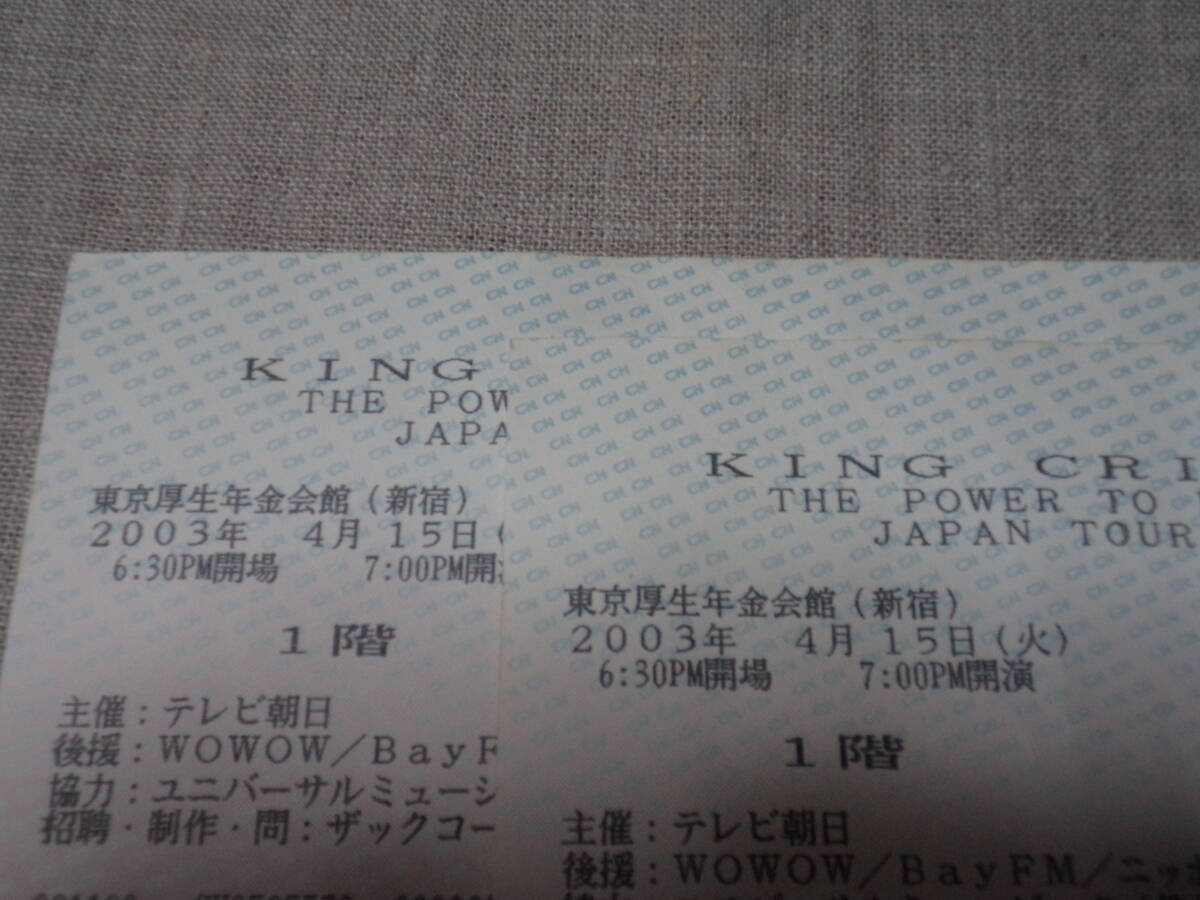 KING
THE POW
JAPA
東京厚生年金会館(新宿)
2003年 4月 15日(
6:30PM開場 7:00PM開
1階
主催:テレビ朝日
後援:WOWOW/BayF
協力:ユニバーサルミュージ
招聘・制作・問:ザックコー
KING CRI
THE POWER TO
JAPAN TOUR
東京厚生年金会館(新宿)
2003年 4月 15日(火)
6:30PM開場 7:00PM開演
1階
主催:テレビ朝日
後援:WOWOW/BayFM/ニッ